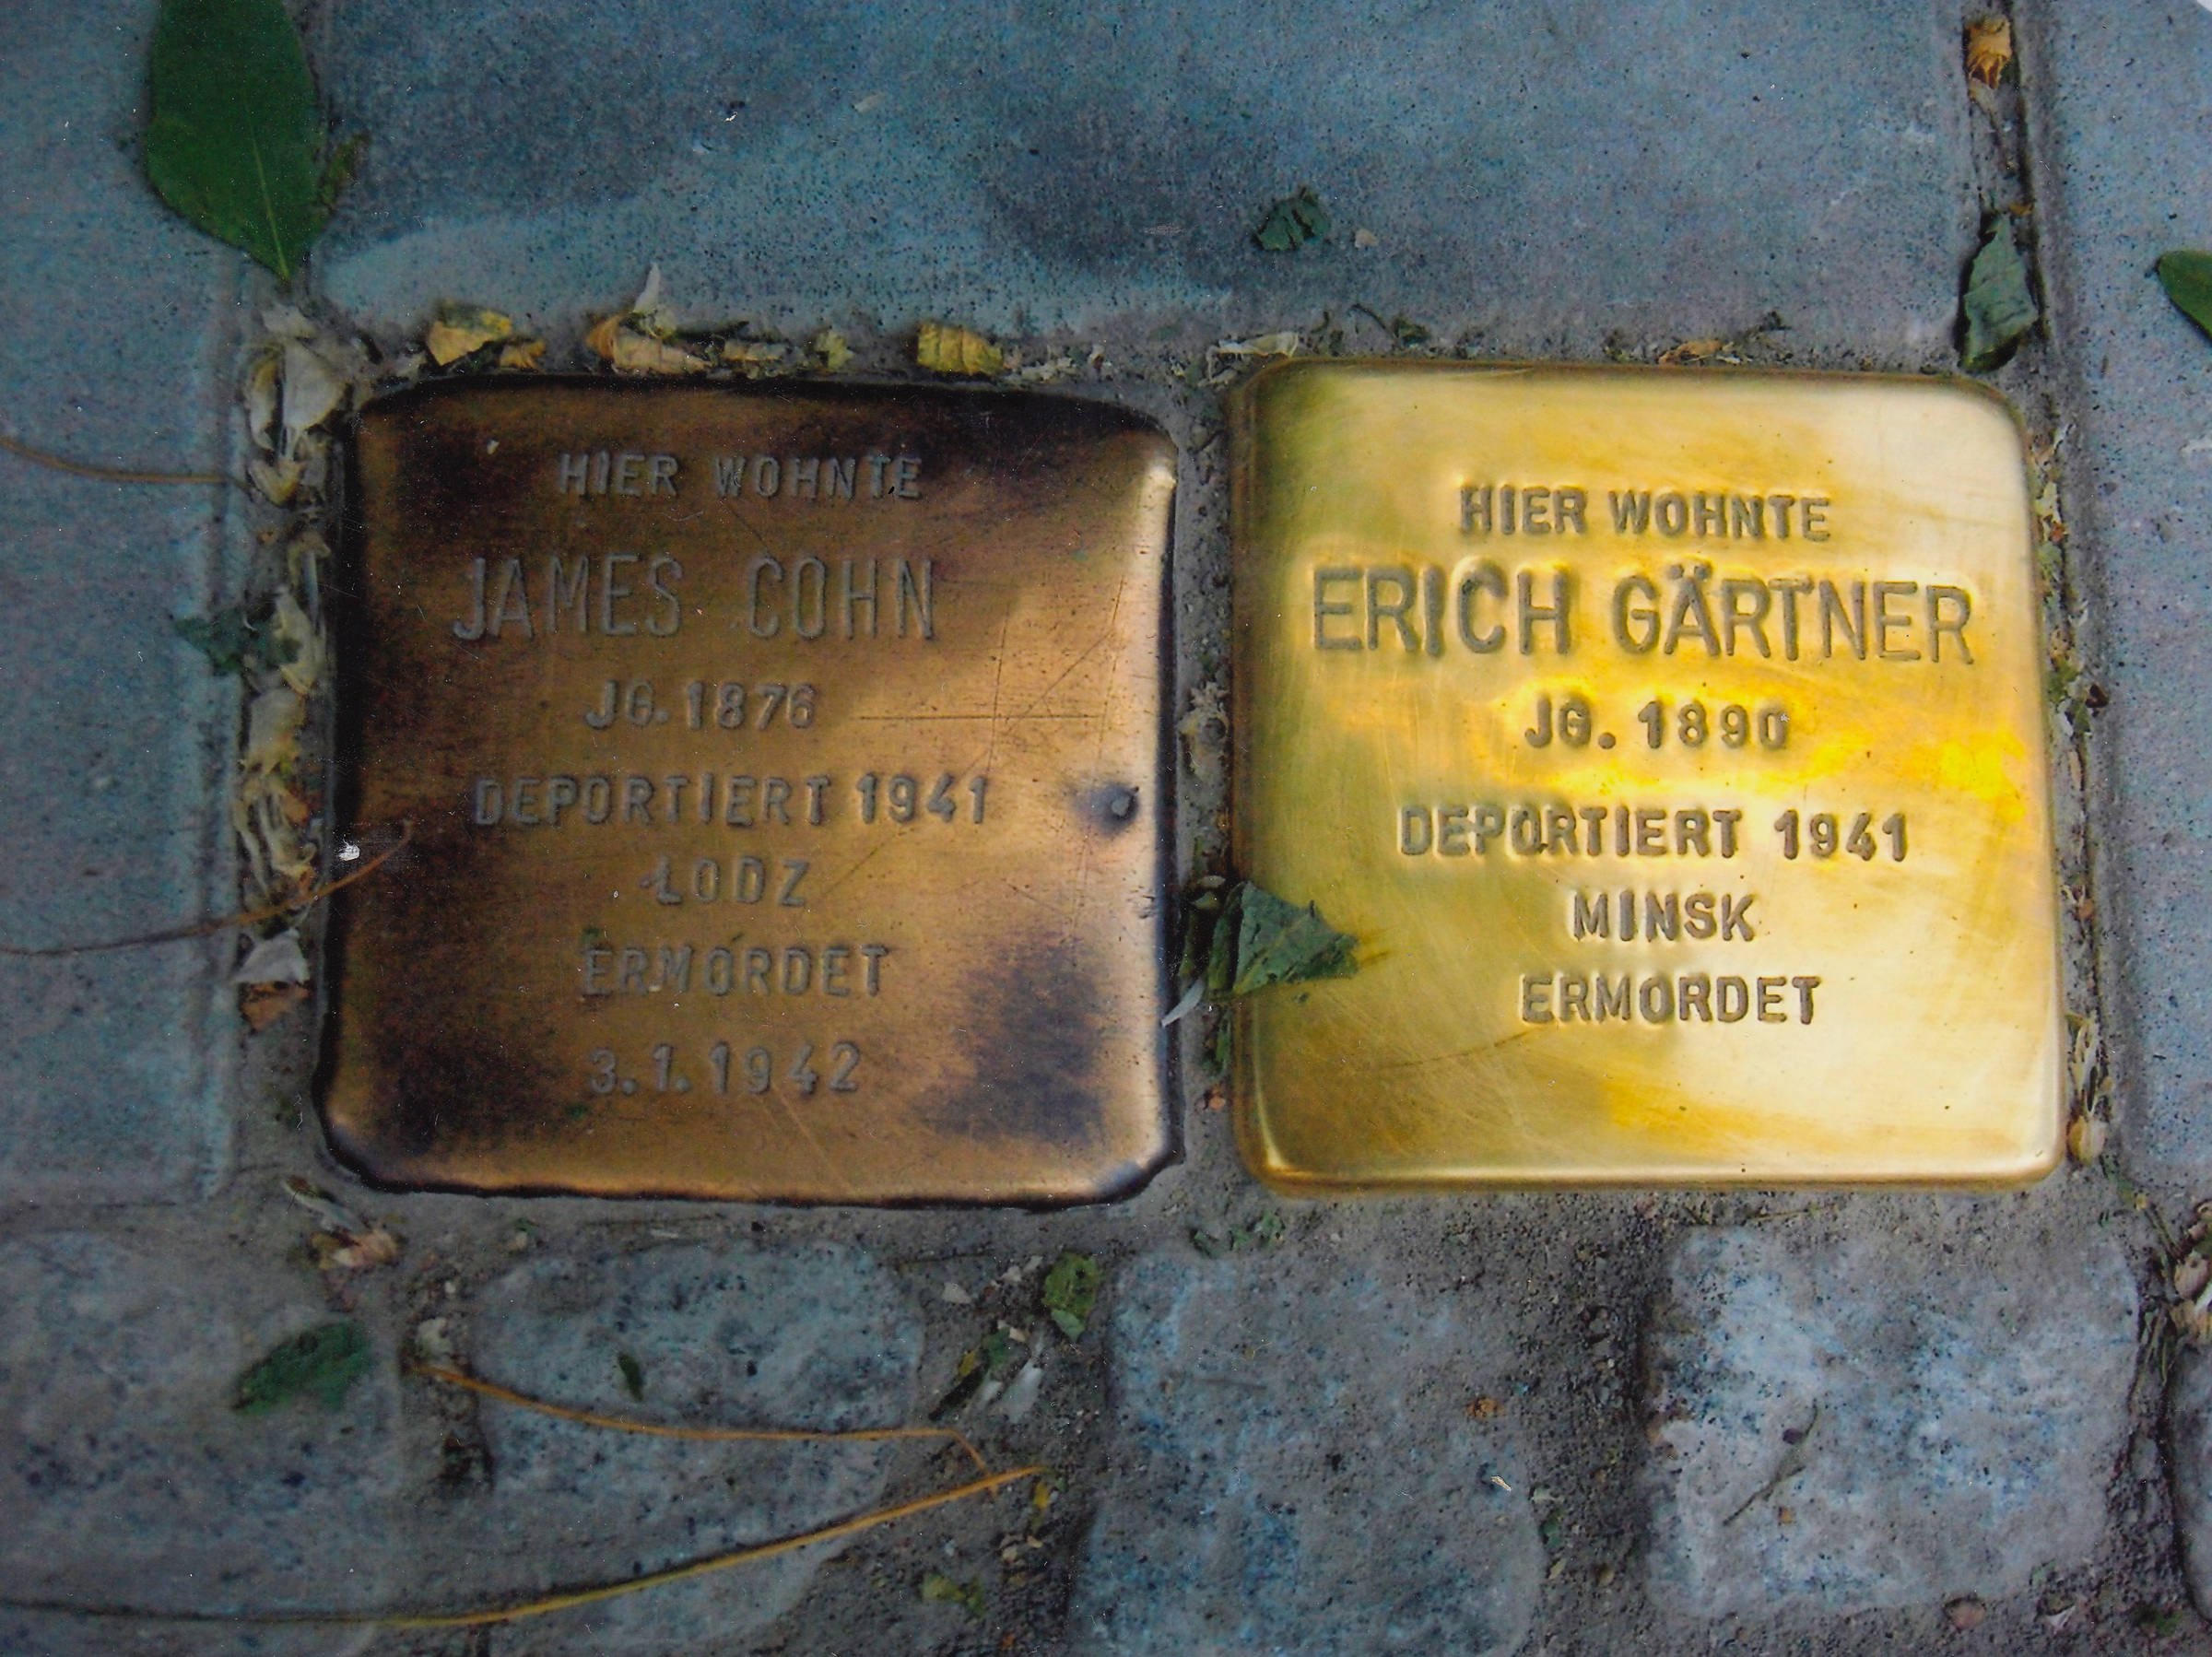 HIER WOHNTE
JAMES COHN
JG. 1876
DEPORTIERT 1941
ŁODZ
ERMORDET
3.1.1942
HIER WOHNTE
ERICH GÄRTNER
JG. 1890
DEPORTIERT 1941
MINSK
ERMORDET